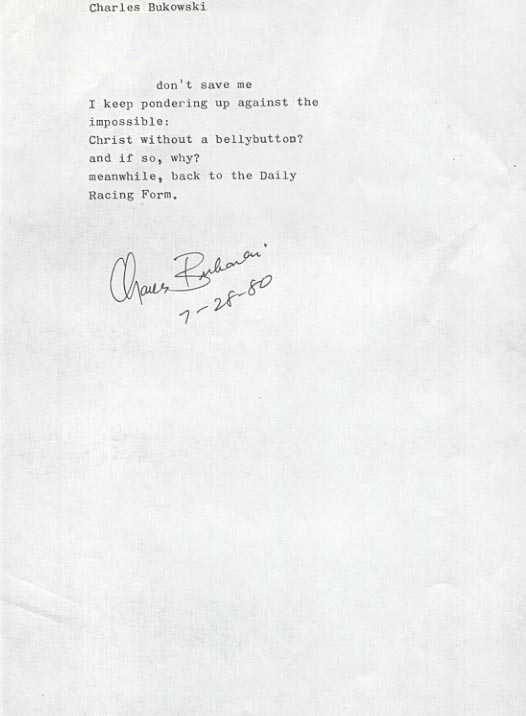 Charles Bukowski
don't save me
I keep pondering up against the
impossible:
Christ without a bellybutton?
and if so, why?
meanwhile, back to the Daily
Racing Form.
Charles Bukowski
7-28-80